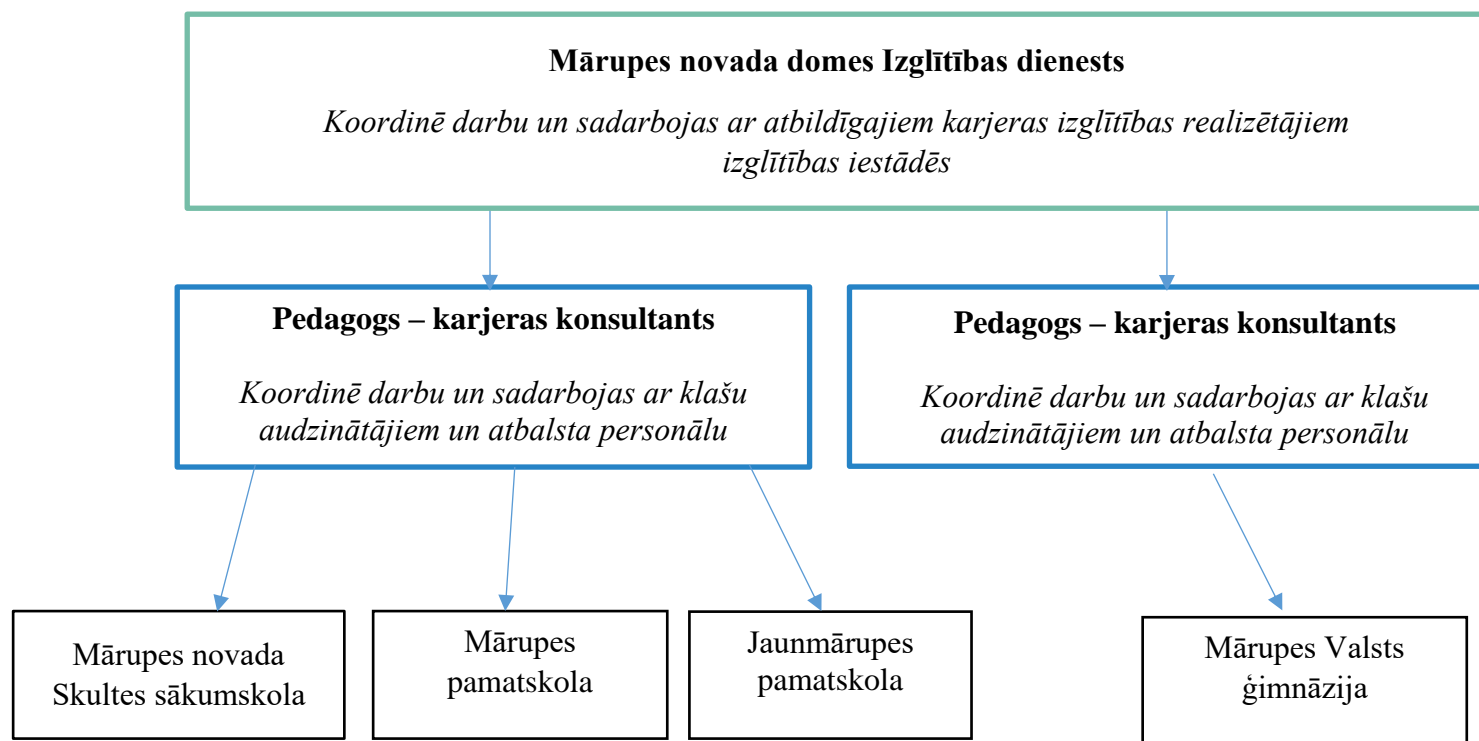 Mārupes novada domes Izglītības dienests
Koordinē darbu un sadarbojas ar atbildīgajiem karjeras izglītības realizētājiem
izglītības iestādēs
Pedagogs – karjeras konsultants
Koordinē darbu un sadarbojas ar klašu
audzinātājiem un atbalsta personālu
Pedagogs – karjeras konsultants
Koordinē darbu un sadarbojas ar klašu
audzinātājiem un atbalsta personālu
Mārupes novada
Skultes sākumskola
Mārupes
pamatskola
Jaunmārupes
pamatskola
Mārupes Valsts
ģimnāzija